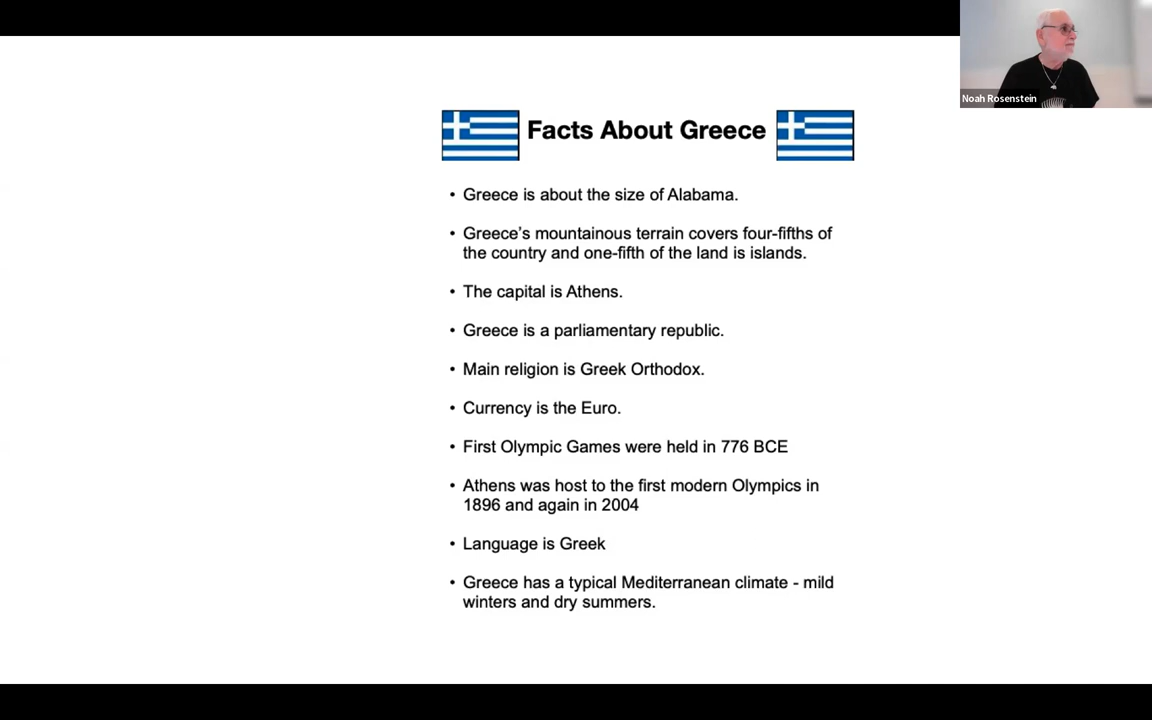 Noah Rosenstein
Facts About Greece
• Greece is about the size of Alabama.
• Greece’s mountainous terrain covers four-fifths of
the country and one-fifth of the land is islands.
• The capital is Athens.
• Greece is a parliamentary republic.
• Main religion is Greek Orthodox.
• Currency is the Euro.
• First Olympic Games were held in 776 BCE
• Athens was host to the first modern Olympics in
1896 and again in 2004
• Language is Greek
• Greece has a typical Mediterranean climate - mild
winters and dry summers.